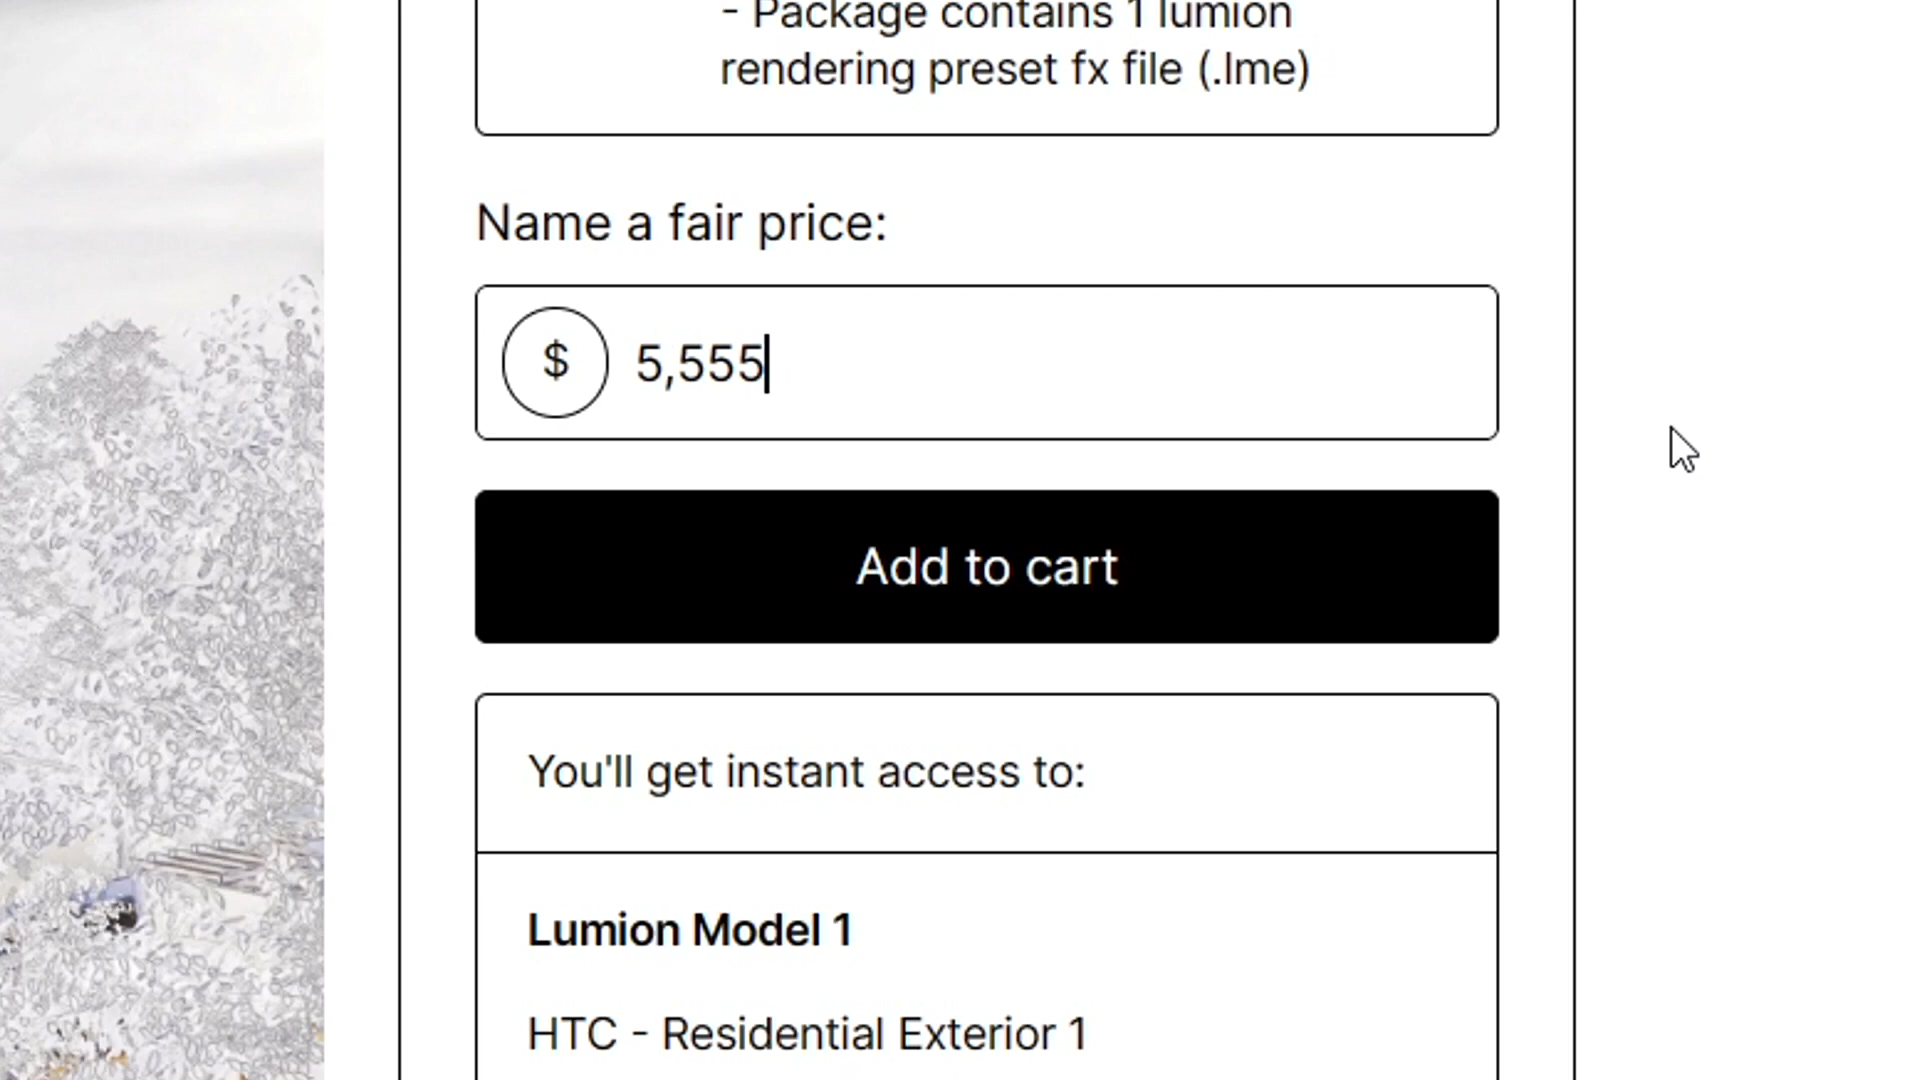 - Package contains 1 lumion
rendering preset fx file (.lme)
Name a fair price:
$ 5,555
Add to cart
You'll get instant access to:
Lumion Model 1
HTC - Residential Exterior 1